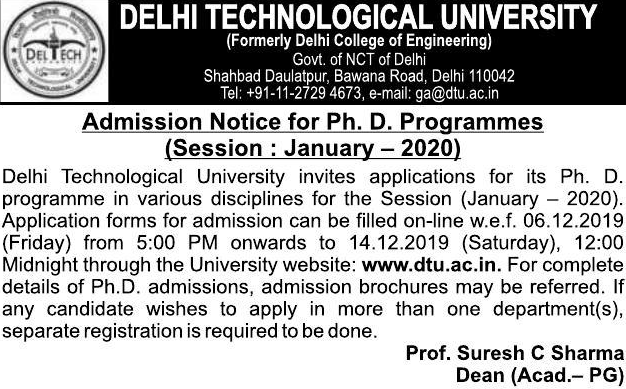 DELTECH
DELHI TECHNOLOGICAL UNIVERSITY
(Formerly Delhi College of Engineering)
Govt. of NCT of Delhi
Shahbad Daulatpur, Bawana Road, Delhi 110042
Tel: +91-11-2729 4673, e-mail: ga@dtu.ac.in
Admission Notice for Ph. D. Programmes
(Session : January – 2020)
Delhi Technological University invites applications for its Ph. D.
programme in various disciplines for the Session (January – 2020).
Application forms for admission can be filled on-line w.e.f. 06.12.2019
(Friday) from 5:00 PM onwards to 14.12.2019 (Saturday), 12:00
Midnight through the University website: www.dtu.ac.in. For complete
details of Ph.D. admissions, admission brochures may be referred. If
any candidate wishes to apply in more than one department(s),
separate registration is required to be done.
Prof. Suresh C Sharma
Dean (Acad.– PG)